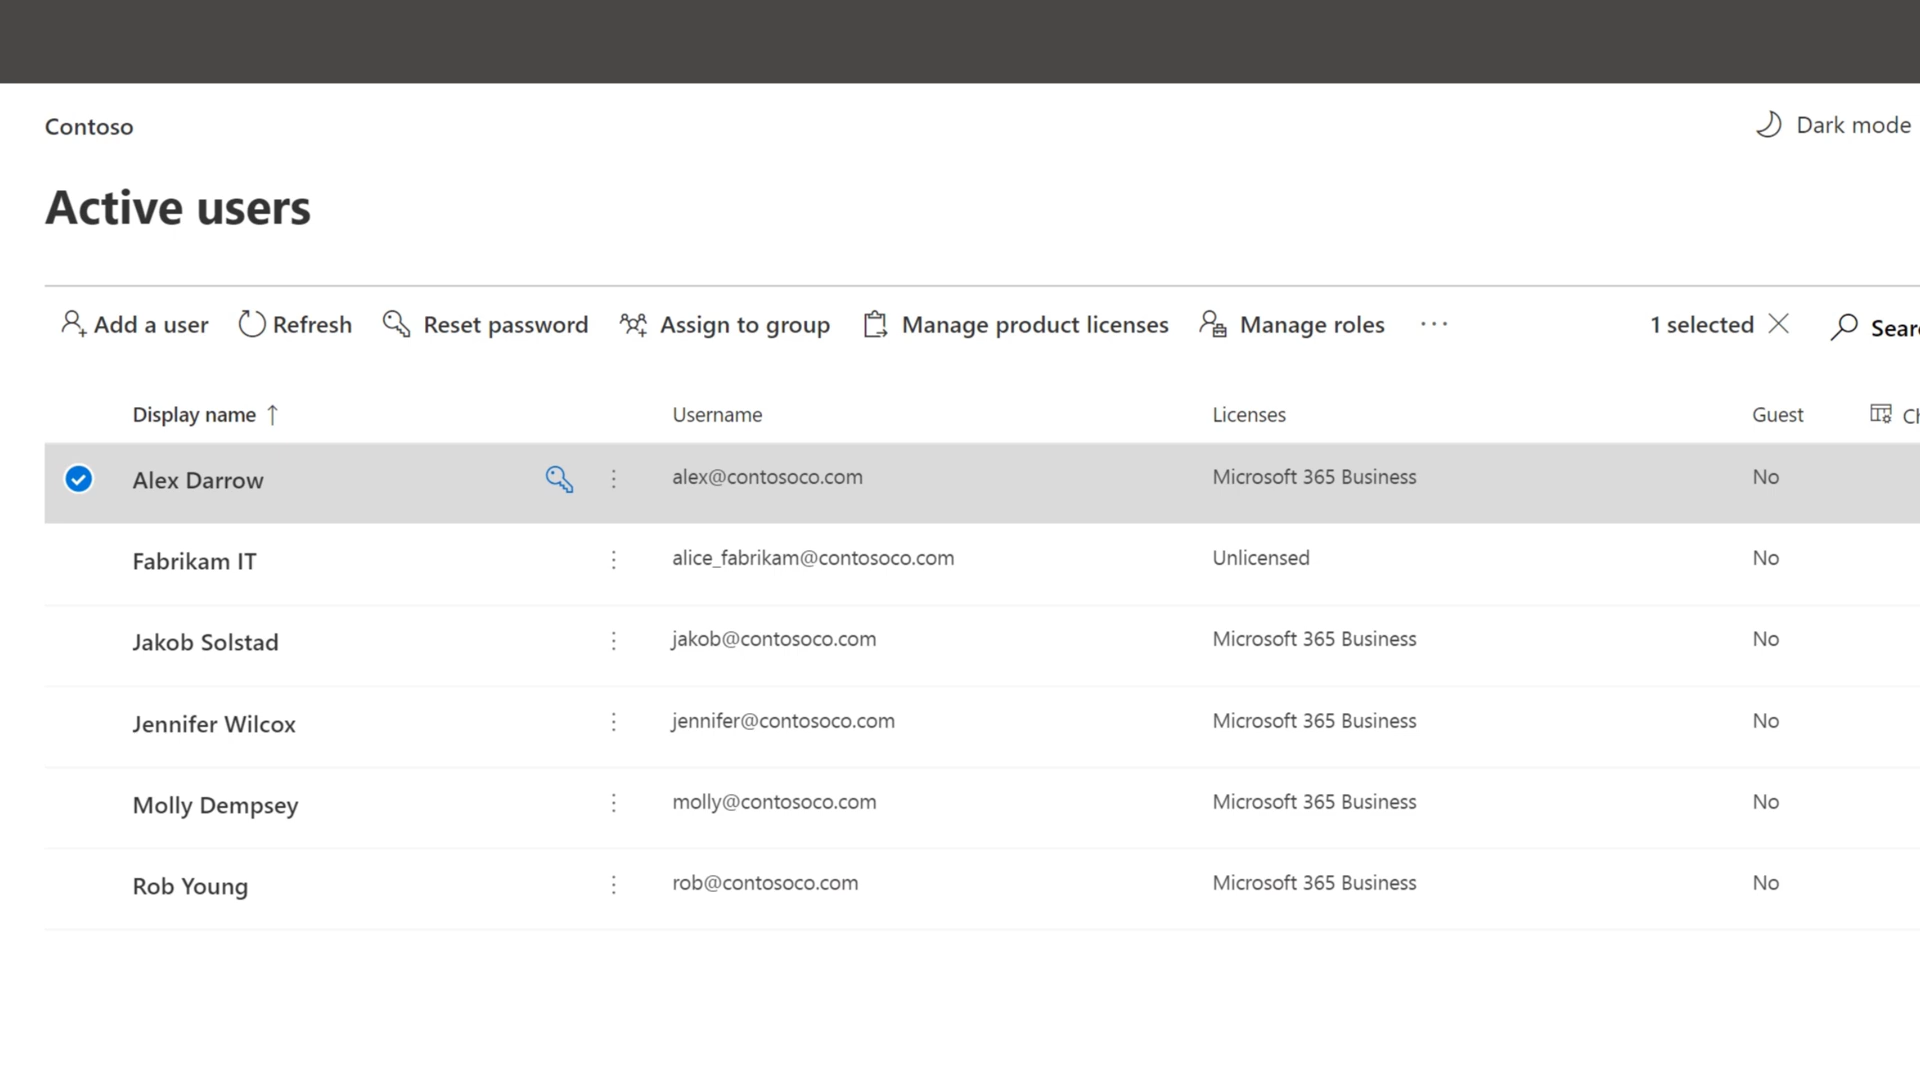 Contoso
Dark mode
Active users
Add a user Refresh Reset password Assign to group Manage product licenses Manage roles ... 1 selected
Display name ↑ Username Licenses Guest
Alex Darrow alex@contosoco.com Microsoft 365 Business No
Fabrikam IT alice_fabrikam@contosoco.com Unlicensed No
Jakob Solstad jakob@contosoco.com Microsoft 365 Business No
Jennifer Wilcox jennifer@contosoco.com Microsoft 365 Business No
Molly Dempsey molly@contosoco.com Microsoft 365 Business No
Rob Young rob@contosoco.com Microsoft 365 Business No